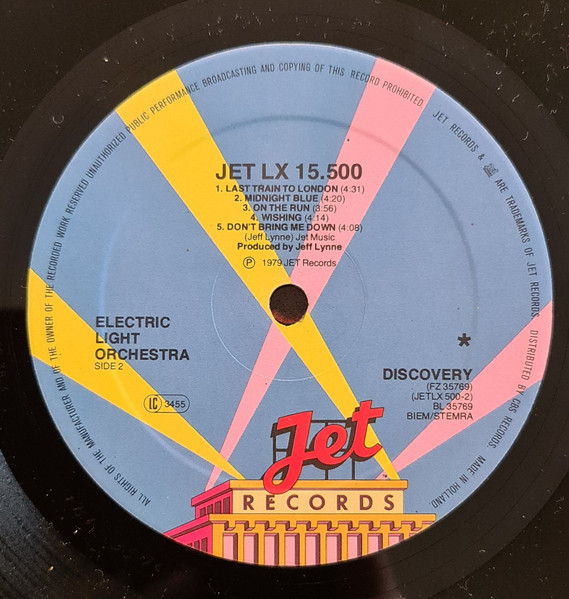 ALL RIGHTS OF THE MANUFACTURER AND OF THE OWNER OF THE RECORDED WORK RESERVED UNAUTHORIZED PUBLIC PERFORMANCE BROADCASTING AND COPYING OF THIS RECORD PROHIBITED. JET RECORDS & ARE TRADEMARKS OF JET RECORDS. DISTRIBUTED BY CBS RECORDS. MADE IN HOLLAND.
JET LX 15.500
1. LAST TRAIN TO LONDON (4:31)
2. MIDNIGHT BLUE (4:20)
3. ON THE RUN (3:56)
4. WISHING (4:14)
5. DON'T BRING ME DOWN (4:08)
(Jeff Lynne) Jet Music
Produced by Jeff Lynne
Ⓟ 1979 JET Records
ELECTRIC
LIGHT
ORCHESTRA
SIDE 2
LC 3455
*
DISCOVERY
(FZ 35769)
(JETLX 500-2)
BL 35769
BIEM/STEMRA
Jet
RECORDS